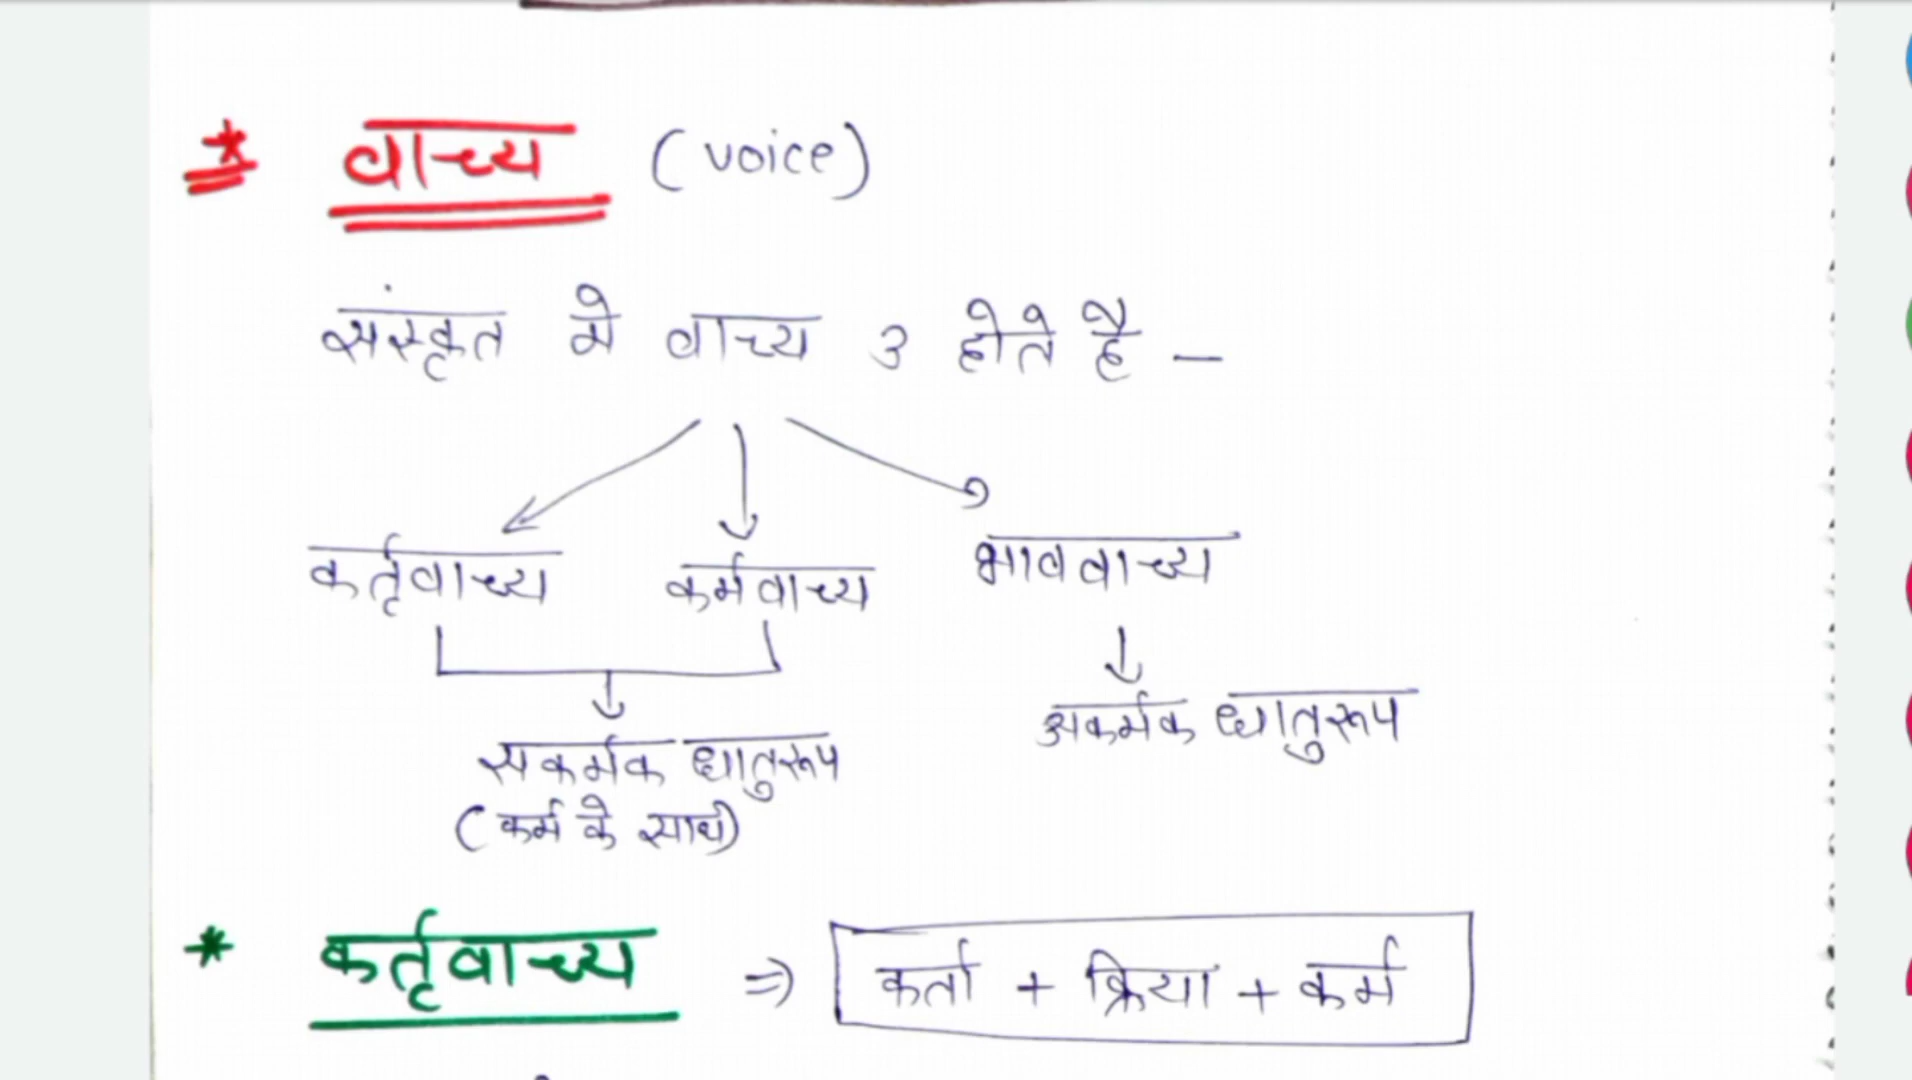 * वाच्य (voice)
संस्कृत मे वाच्य 3 होते है –
कर्तृवाच्य कर्मवाच्य भाववाच्य
सकर्मक धातुरूप अकर्मक धातुरूप
(कर्म के साथ)
* कर्तृवाच्य ⇒ कर्ता + क्रिया + कर्म